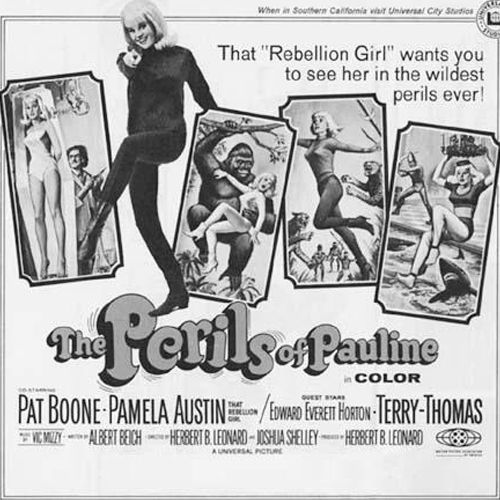 When in Southern California visit Universal City Studios
That "Rebellion Girl" wants you
to see her in the wildest
perils ever!
The Perils of Pauline
in COLOR
CO-STARRING
PAT BOONE · PAMELA AUSTIN THAT REBELLION GIRL / GUEST STARS EDWARD EVERETT HORTON · TERRY-THOMAS
MUSIC BY VIC MIZZY · WRITTEN BY ALBERT BEICH · DIRECTED BY HERBERT B. LEONARD AND JOSHUA SHELLEY · PRODUCED BY HERBERT B. LEONARD
A UNIVERSAL PICTURE